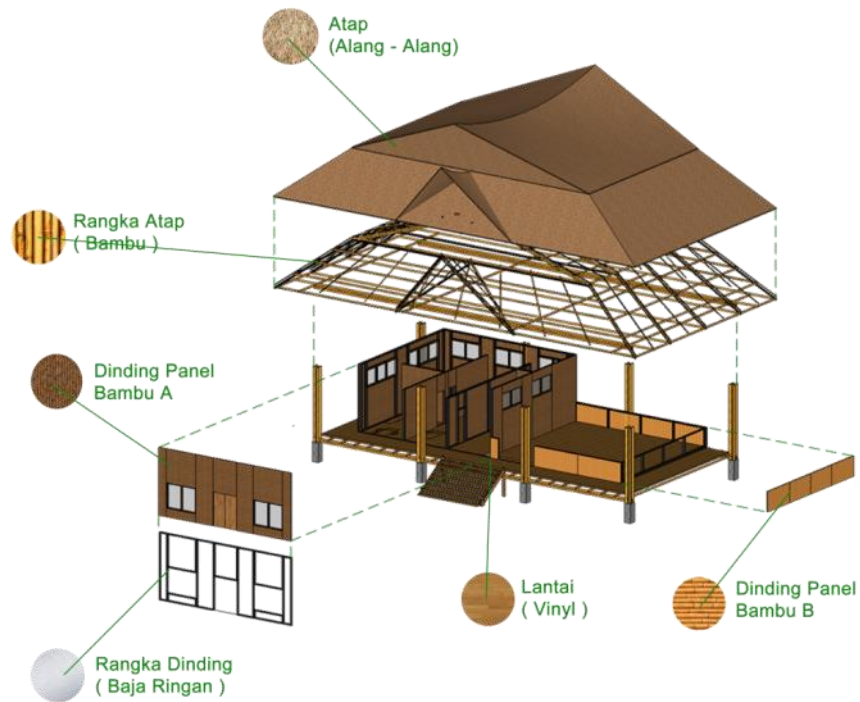 Atap
(Alang - Alang)
Rangka Atap
( Bambu )
Dinding Panel
Bambu A
Lantai
( Vinyl )
Dinding Panel
Bambu B
Rangka Dinding
( Baja Ringan )